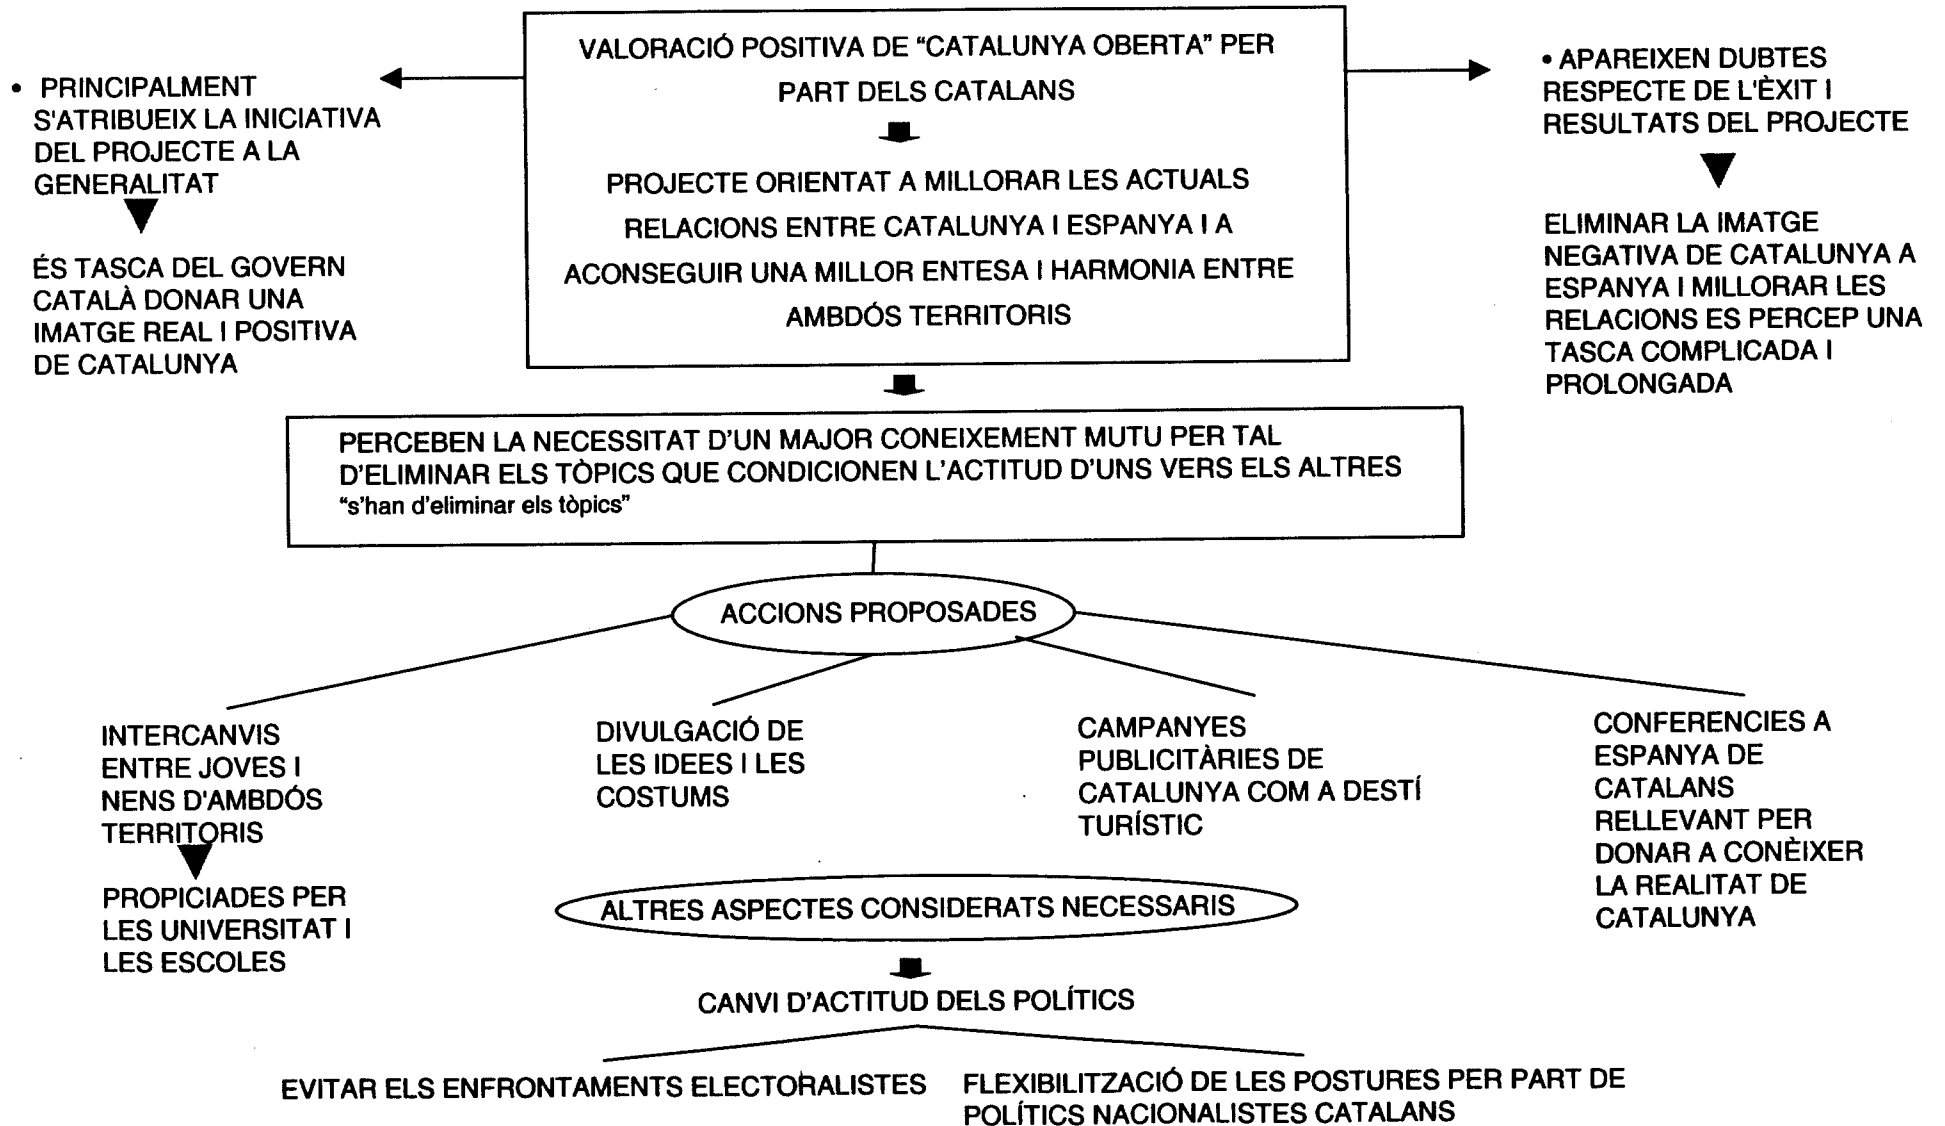 VALORACIÓ POSITIVA DE “CATALUNYA OBERTA” PER
PART DELS CATALANS
PROJECTE ORIENTAT A MILLORAR LES ACTUALS
RELACIONS ENTRE CATALUNYA I ESPANYA I A
ACONSEGUIR UNA MILLOR ENTESA I HARMONIA ENTRE
AMBDÓS TERRITORIS
• PRINCIPALMENT
S'ATRIBUEIX LA INICIATIVA
DEL PROJECTE A LA
GENERALITAT
ÉS TASCA DEL GOVERN
CATALÀ DONAR UNA
IMATGE REAL I POSITIVA
DE CATALUNYA
• APAREIXEN DUBTES
RESPECTE DE L'ÈXIT I
RESULTATS DEL PROJECTE
ELIMINAR LA IMATGE
NEGATIVA DE CATALUNYA A
ESPANYA I MILLORAR LES
RELACIONS ES PERCEP UNA
TASCA COMPLICADA I
PROLONGADA
PERCEBEN LA NECESSITAT D'UN MAJOR CONEIXEMENT MUTU PER TAL
D'ELIMINAR ELS TÒPICS QUE CONDICIONEN L'ACTITUD D'UNS VERS ELS ALTRES
“s'han d'eliminar els tòpics”
ACCIONS PROPOSADES
INTERCANVIS
ENTRE JOVES I
NENS D'AMBDÓS
TERRITORIS
PROPICIADES PER
LES UNIVERSITAT I
LES ESCOLES
DIVULGACIÓ DE
LES IDEES I LES
COSTUMS
CAMPANYES
PUBLICITÀRIES DE
CATALUNYA COM A DESTÍ
TURÍSTIC
CONFERENCIES A
ESPANYA DE
CATALANS
RELLEVANT PER
DONAR A CONÈIXER
LA REALITAT DE
CATALUNYA
ALTRES ASPECTES CONSIDERATS NECESSARIS
CANVI D'ACTITUD DELS POLÍTICS
EVITAR ELS ENFRONTAMENTS ELECTORALISTES
FLEXIBILITZACIÓ DE LES POSTURES PER PART DE
POLÍTICS NACIONALISTES CATALANS